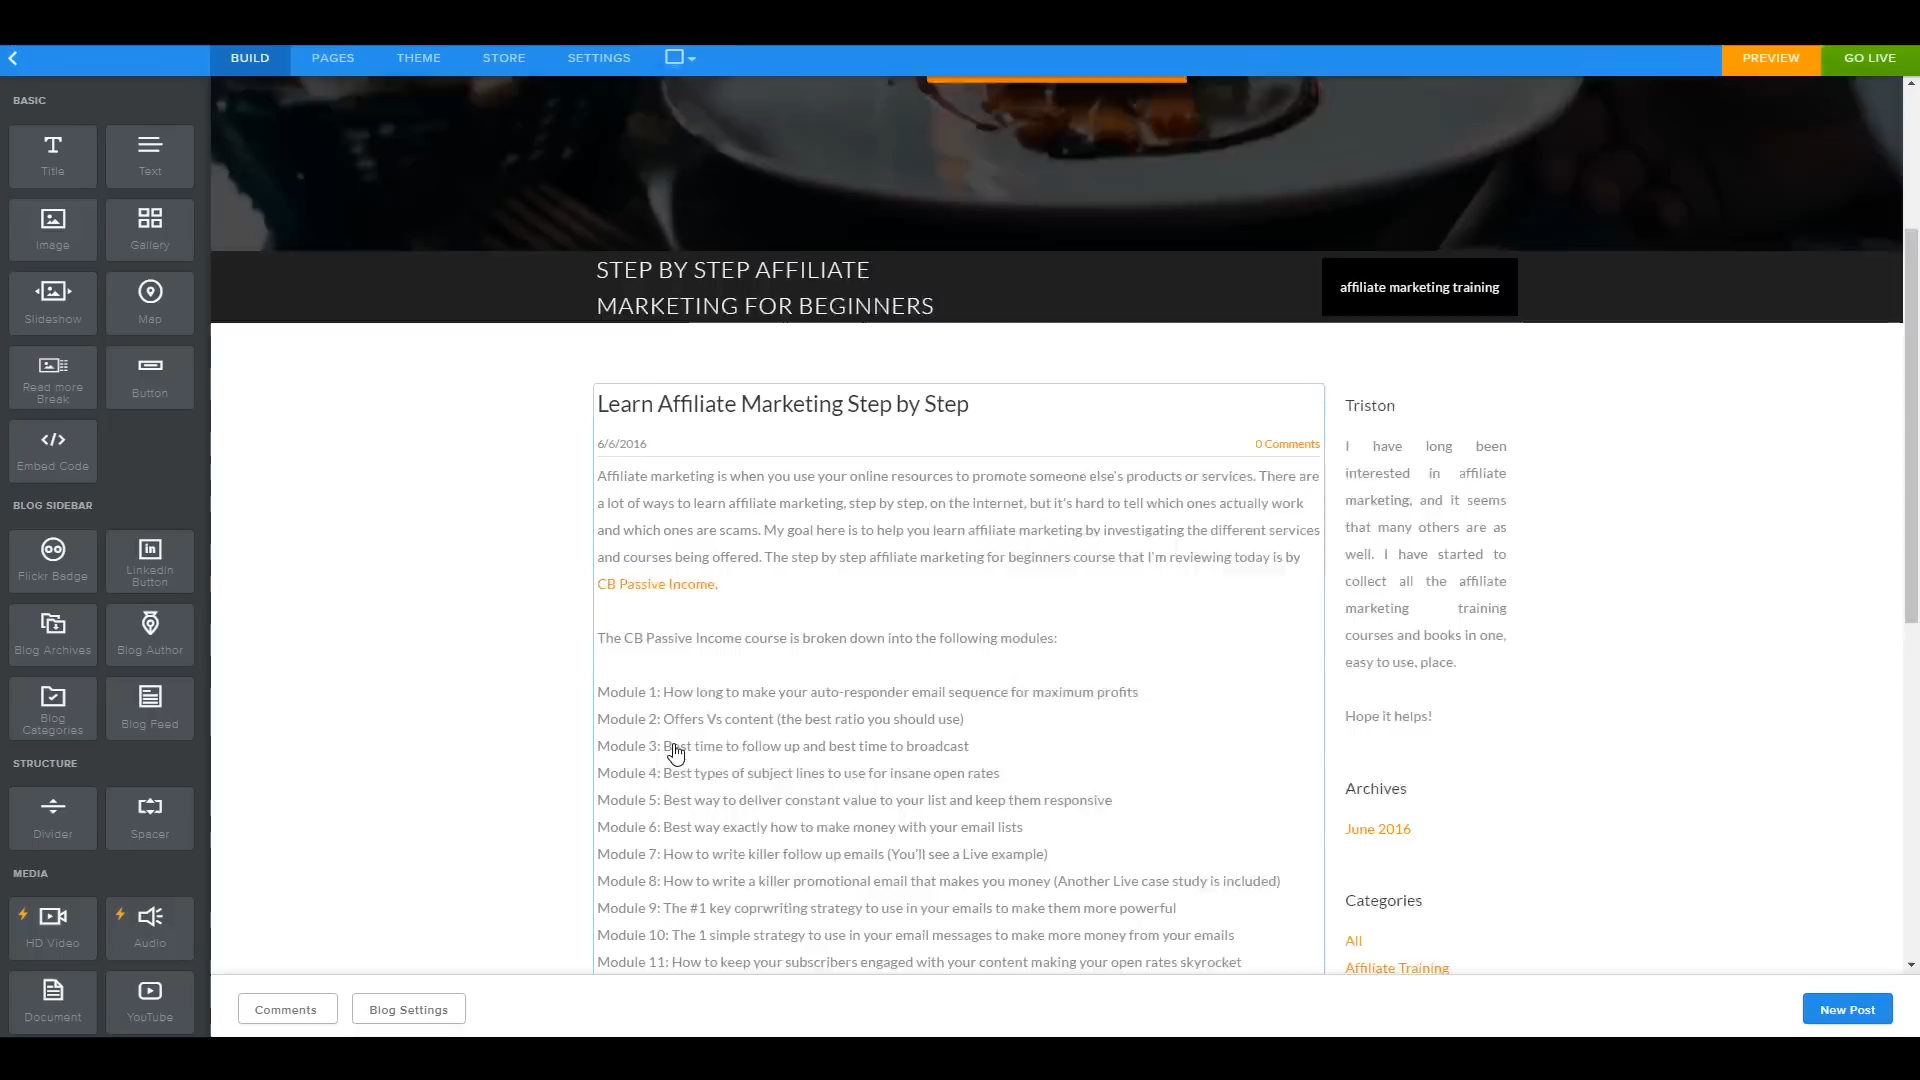 BUILD
PAGES
THEME
STORE
SETTINGS
PREVIEW
GO LIVE
BASIC
Title
Text
Image
Gallery
Slideshow
Map
Read more
Break
Button
Embed Code
BLOG SIDEBAR
Flickr Badge
LinkedIn
Button
Blog Archives
Blog Author
Blog
Categories
Blog Feed
STRUCTURE
Divider
Spacer
MEDIA
HD Video
Audio
Document
YouTube
STEP BY STEP AFFILIATE
MARKETING FOR BEGINNERS
affiliate marketing training
Learn Affiliate Marketing Step by Step
6/6/2016
0 Comments
Affiliate marketing is when you use your online resources to promote someone else's products or services. There are
a lot of ways to learn affiliate marketing, step by step, on the internet, but it's hard to tell which ones actually work
and which ones are scams. My goal here is to help you learn affiliate marketing by investigating the different services
and courses being offered. The step by step affiliate marketing for beginners course that I'm reviewing today is by
CB Passive Income.
The CB Passive Income course is broken down into the following modules:
Module 1: How long to make your auto-responder email sequence for maximum profits
Module 2: Offers Vs content (the best ratio you should use)
Module 3: Best time to follow up and best time to broadcast
Module 4: Best types of subject lines to use for insane open rates
Module 5: Best way to deliver constant value to your list and keep them responsive
Module 6: Best way exactly how to make money with your email lists
Module 7: How to write killer follow up emails (You'll see a Live example)
Module 8: How to write a killer promotional email that makes you money (Another Live case study is included)
Module 9: The #1 key coprwriting strategy to use in your emails to make them more powerful
Module 10: The 1 simple strategy to use in your email messages to make more money from your emails
Module 11: How to keep your subscribers engaged with your content making your open rates skyrocket
Triston
I have long been
interested in affiliate
marketing, and it seems
that many others are as
well. I have started to
collect all the affiliate
marketing training
courses and books in one,
easy to use, place.
Hope it helps!
Archives
June 2016
Categories
All
Affiliate Training
Comments
Blog Settings
New Post